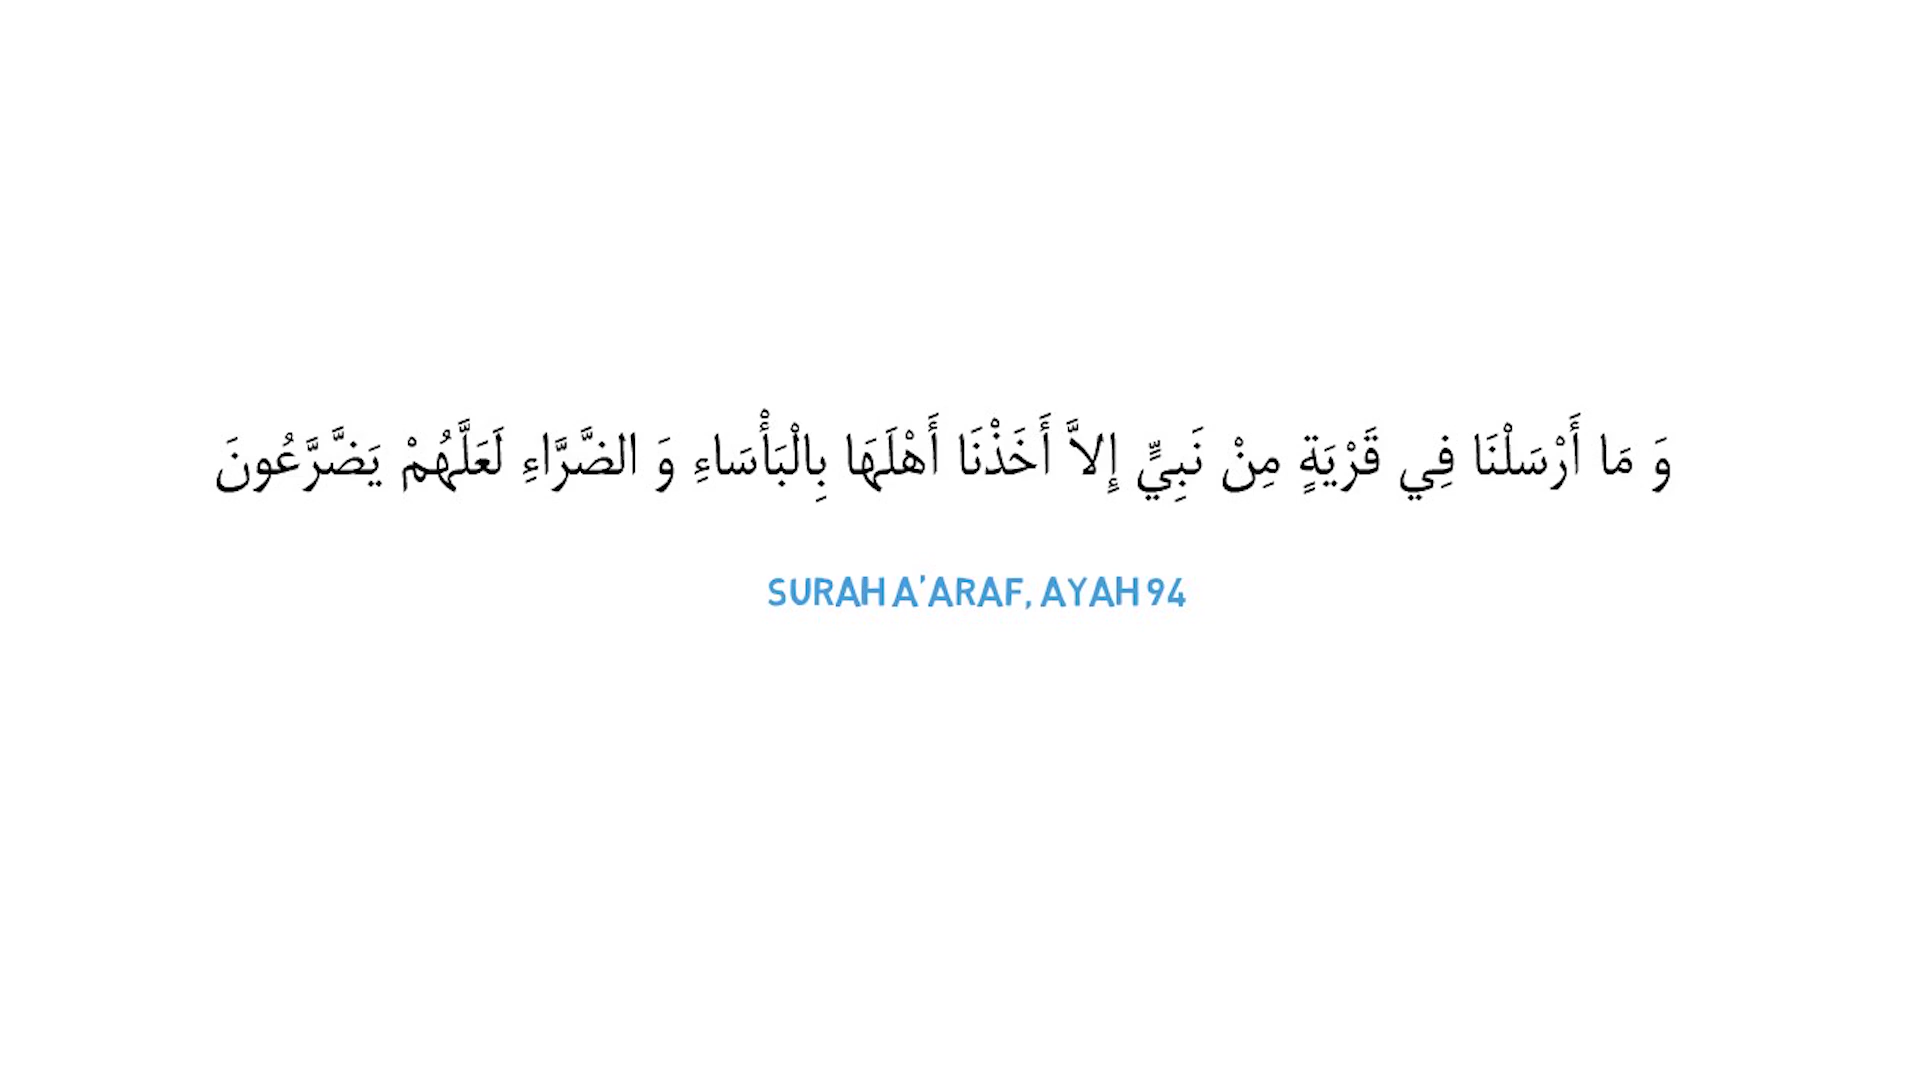 وَ مَا أَرْسَلْنَا فِي قَرْيَةٍ مِنْ نَبِيٍّ إِلاَّ أَخَذْنَا أَهْلَهَا بِالْبَأْسَاءِ وَ الضَّرَّاءِ لَعَلَّهُمْ يَضَّرَّعُونَ
SURAH A'ARAF, AYAH 94